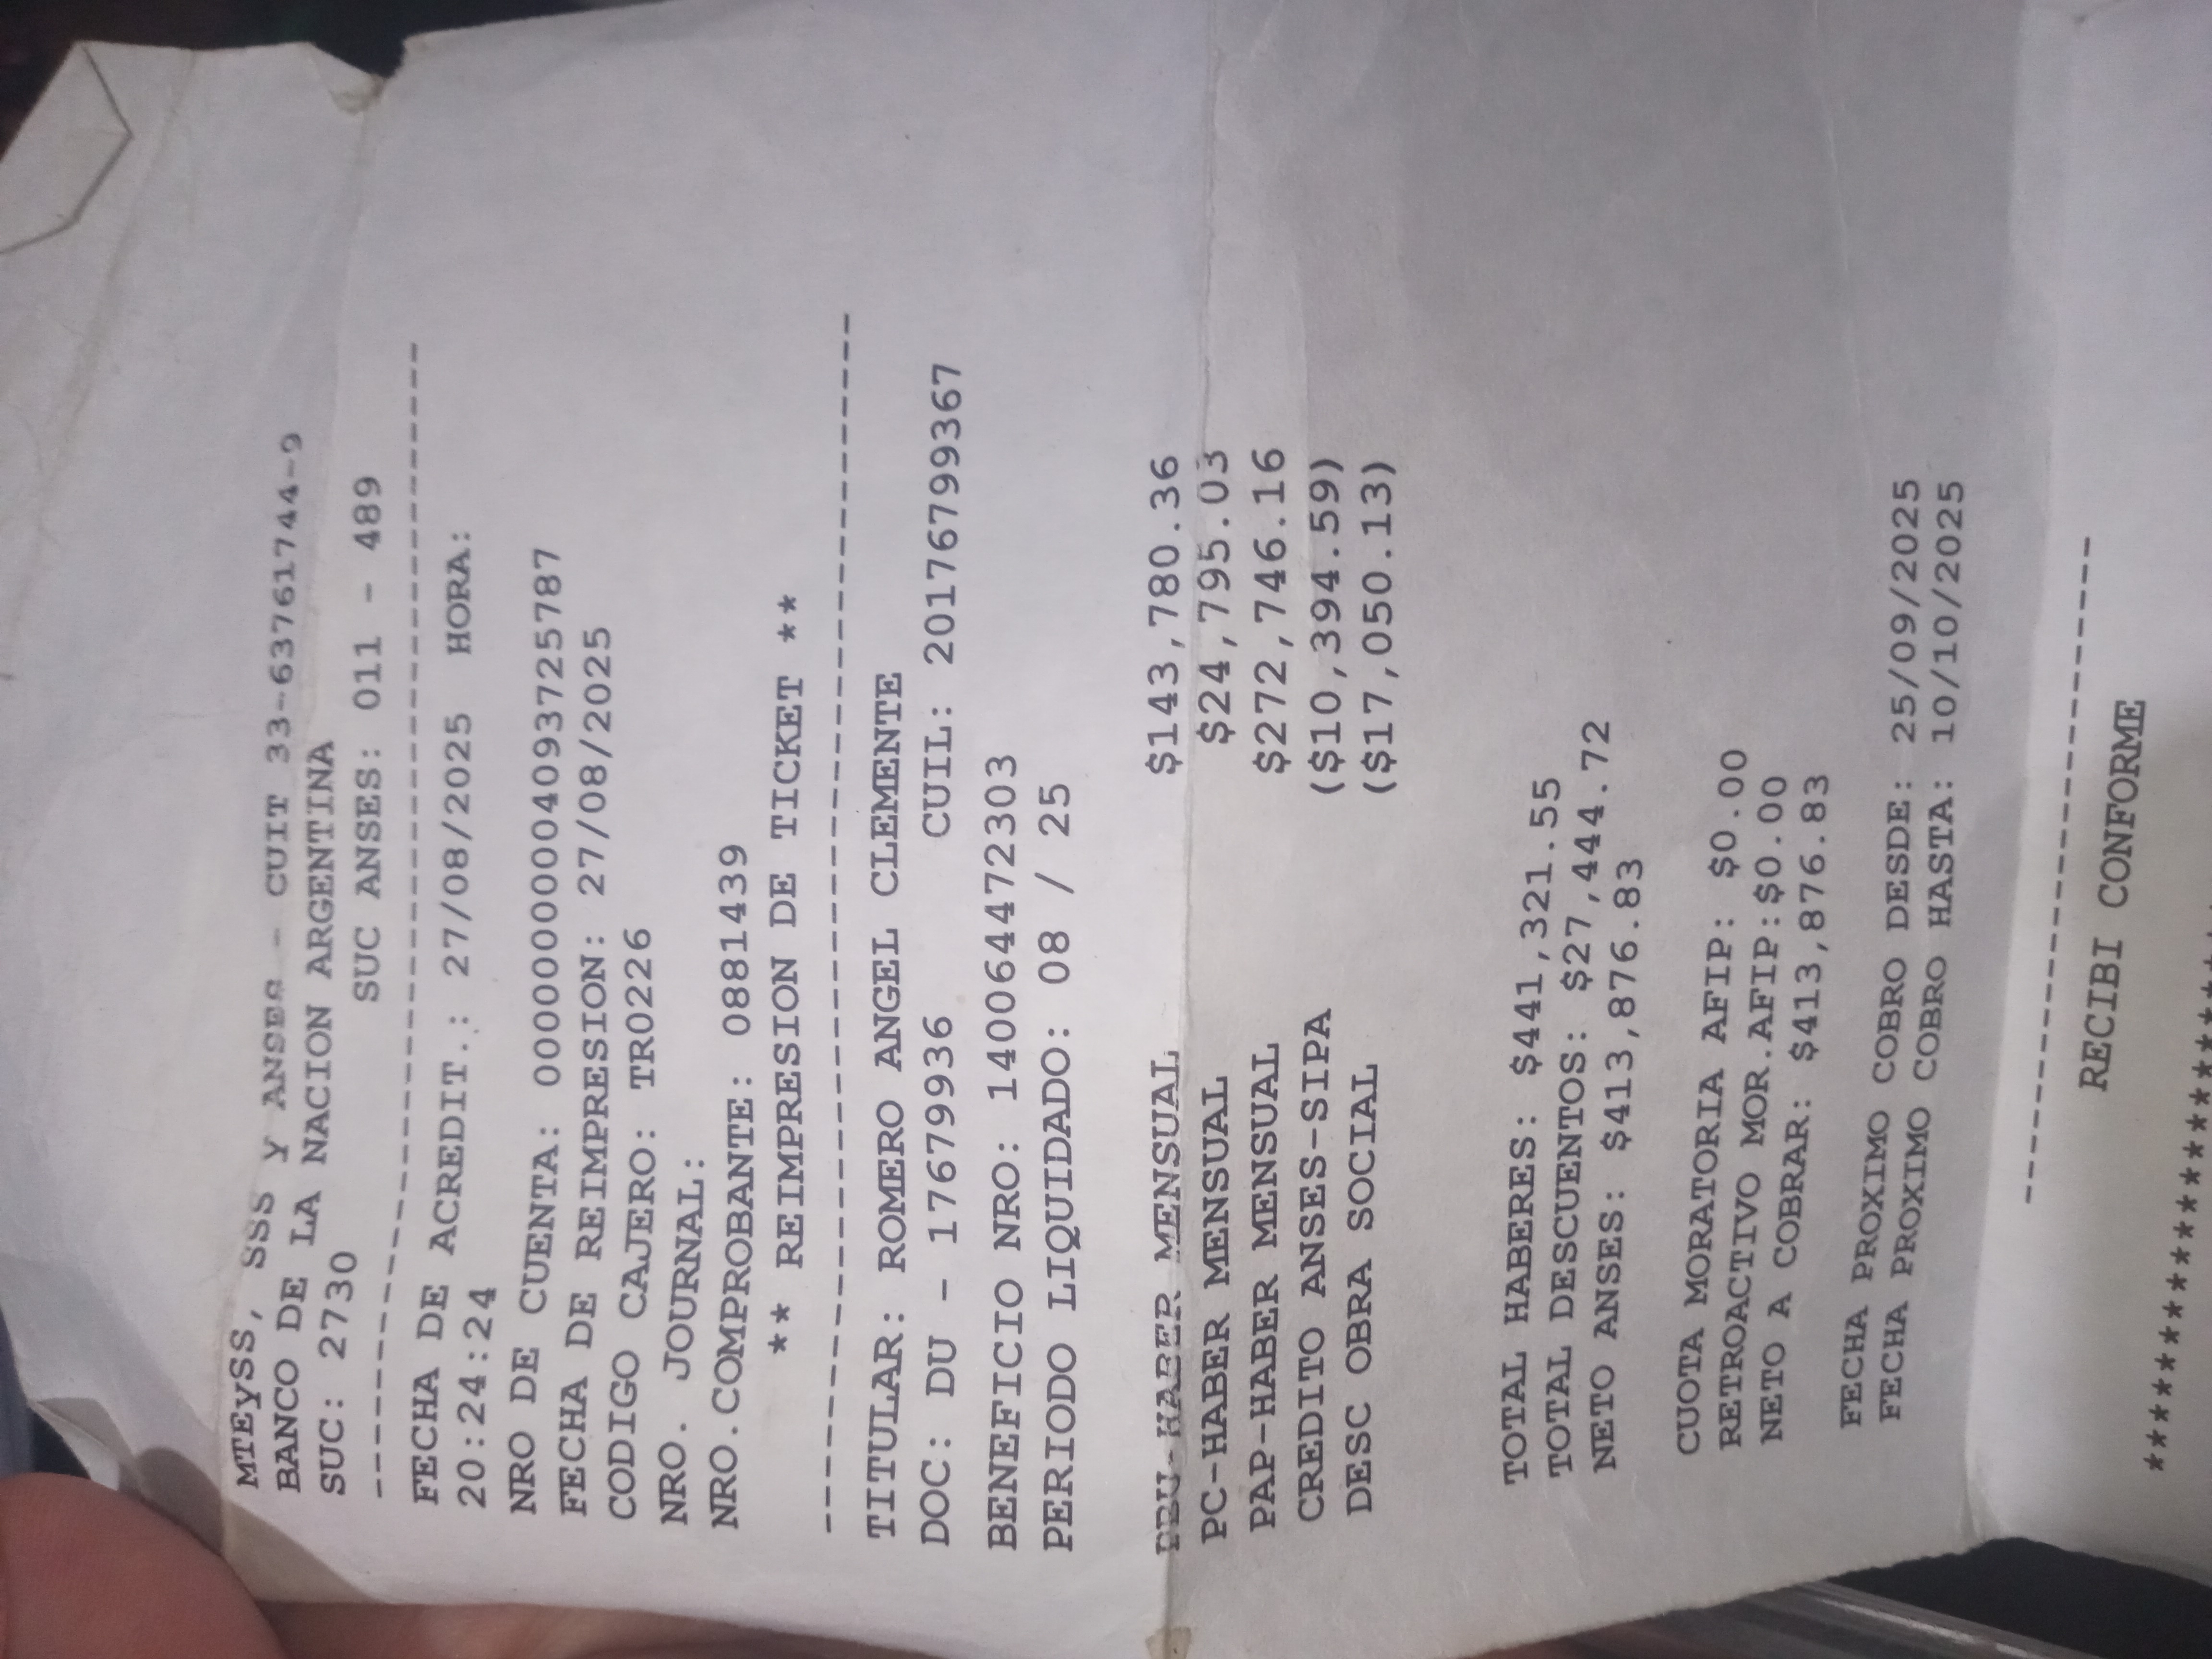 MTEySS, SSS Y ANSES - CUIT 33-637617744-9
BANCO DE LA NACION ARGENTINA
SUC: 2730 SUC ANSES: 011 - 489
------------------------------------------
FECHA DE ACREDIT.: 27/08/2025 HORA:
20:24:24
NRO DE CUENTA: 00000000004093725787
FECHA DE REIMPRESION: 27/08/2025
CODIGO CAJERO: TR0226
NRO. JOURNAL:
NRO.COMPROBANTE: 0881439
** REIMPRESION DE TICKET **
------------------------------------------
TITULAR: ROMERO ANGEL CLEMENTE
DOC: DU - 17679936 CUIL: 20176799367
BENEFICIO NRO: 140064472303
PERIODO LIQUIDADO: 08 / 25
PBU-HABER MENSUAL $143,780.36
PC-HABER MENSUAL $24,795.03
PAP-HABER MENSUAL $272,746.16
CREDITO ANSES-SIPA ($10,394.59)
DESC OBRA SOCIAL ($17,050.13)
TOTAL HABERES: $441,321.55
TOTAL DESCUENTOS: $27,444.72
NETO ANSES: $413,876.83
CUOTA MORATORIA AFIP: $0.00
RETROACTIVO MOR.AFIP:$0.00
NETO A COBRAR: $413,876.83
FECHA PROXIMO COBRO DESDE: 25/09/2025
FECHA PROXIMO COBRO HASTA: 10/10/2025
---------------------------
RECIBI CONFORME
*********************